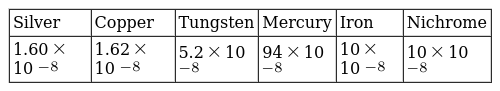 Silver Copper Tungsten Mercury Iron Nichrome
1.60 × 10 −8 1.62 × 10 −8 5.2 × 10 −8 94 × 10 −8 10 × 10 −8 10 × 10 −8